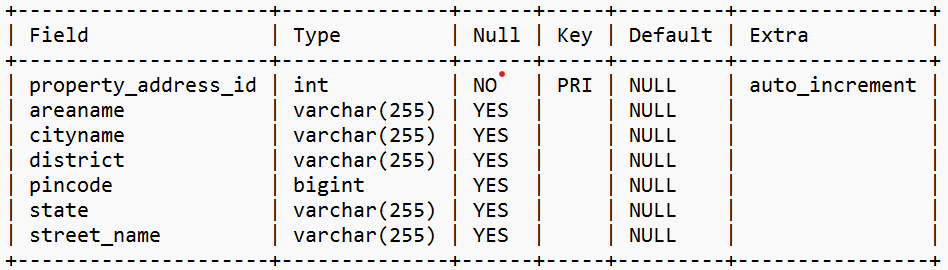 +---------------------+--------------+------+-----+---------+----------------+
| Field               | Type         | Null | Key | Default | Extra          |
+---------------------+--------------+------+-----+---------+----------------+
| property_address_id | int          | NO   | PRI | NULL    | auto_increment |
| areaname            | varchar(255) | YES  |     | NULL    |                |
| cityname            | varchar(255) | YES  |     | NULL    |                |
| district            | varchar(255) | YES  |     | NULL    |                |
| pincode             | bigint       | YES  |     | NULL    |                |
| state               | varchar(255) | YES  |     | NULL    |                |
| street_name         | varchar(255) | YES  |     | NULL    |                |
+---------------------+--------------+------+-----+---------+----------------+